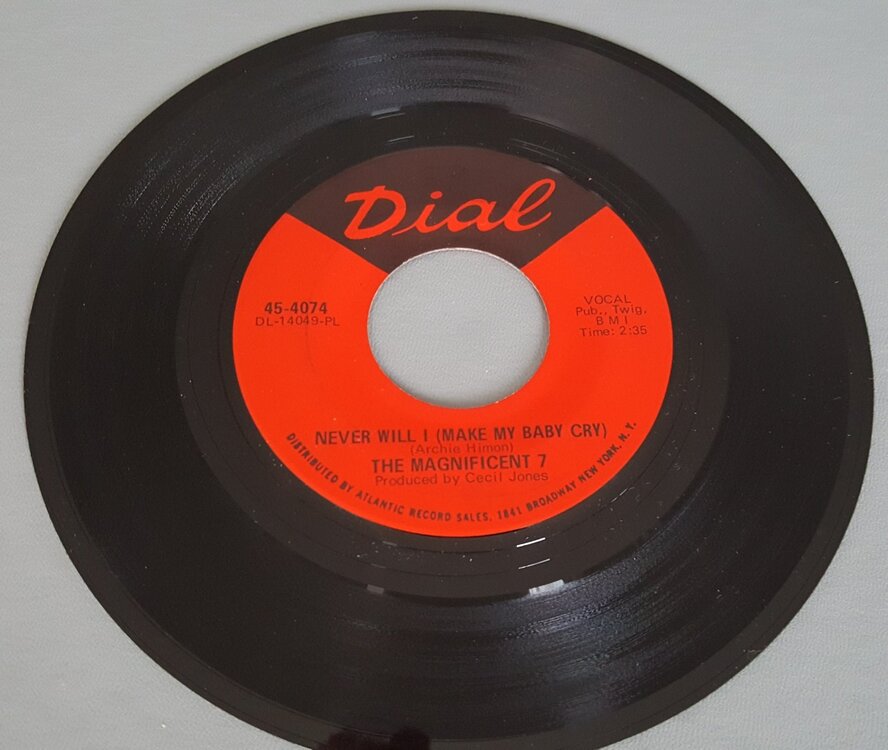 Dial
45-4074
DL-14049-PL
VOCAL
Pub., Twig,
BMI
Time: 2:35
NEVER WILL I (MAKE MY BABY CRY)
(Archie Himon)
THE MAGNIFICENT 7
Produced by Cecil Jones
DISTRIBUTED BY ATLANTIC RECORD SALES, 1841 BROADWAY NEW YORK, N.Y.